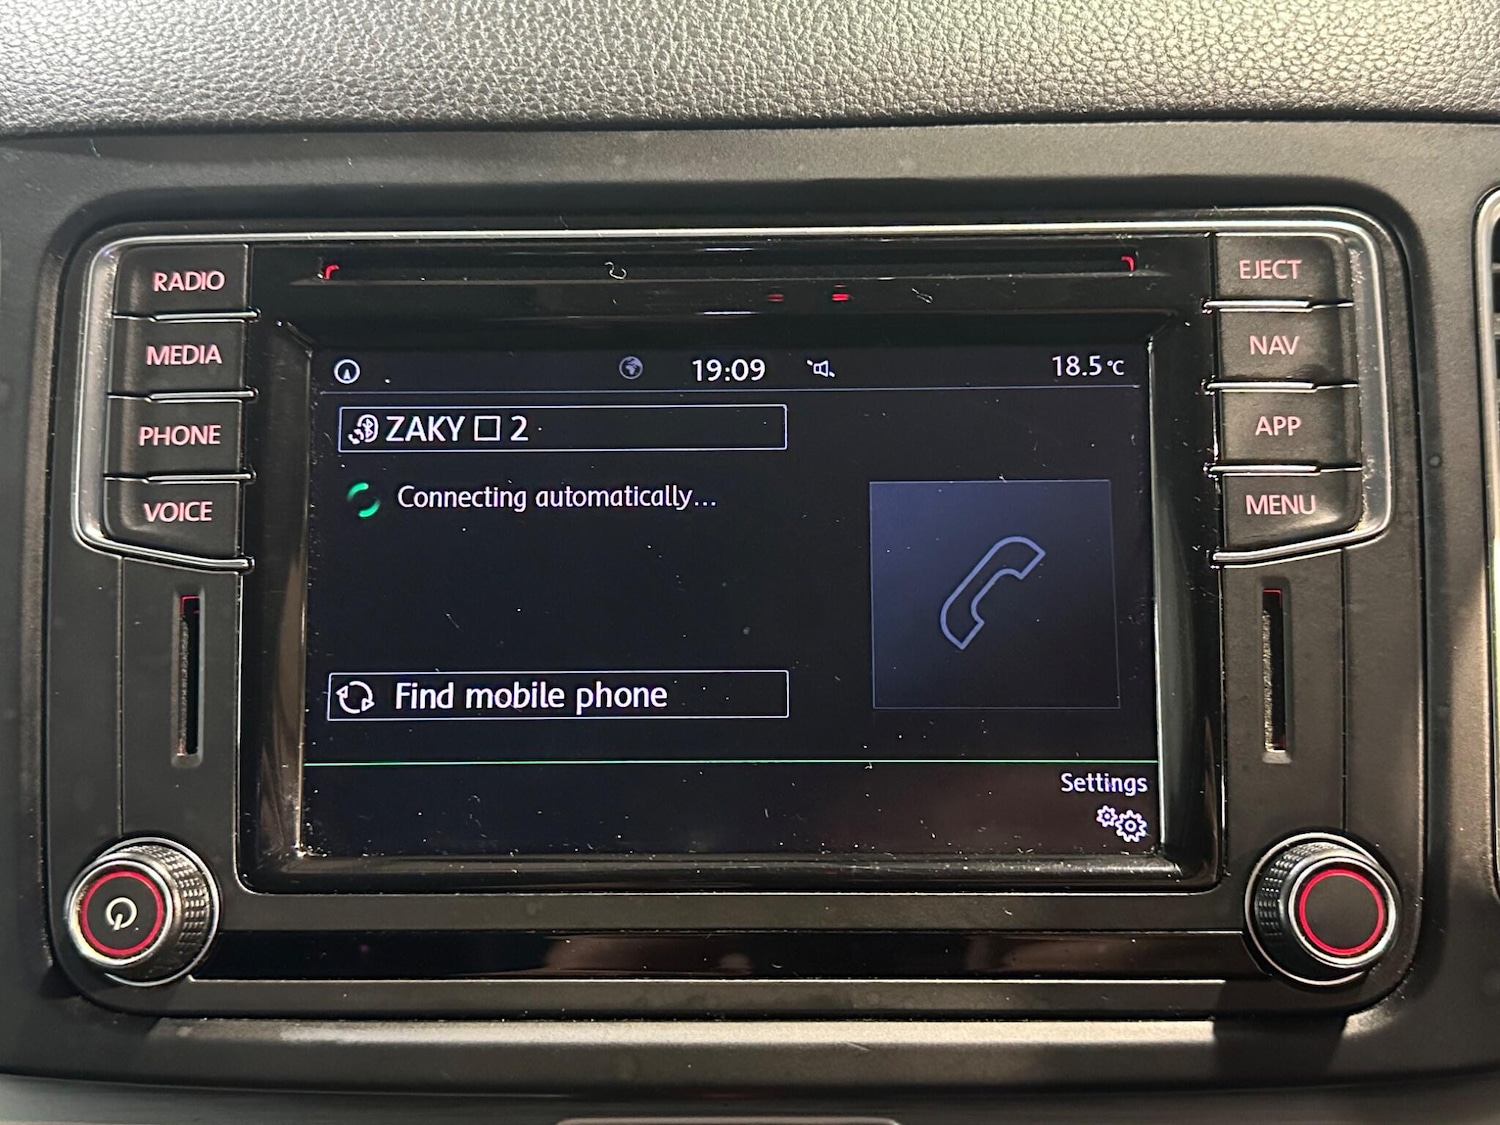 RADIO
MEDIA
PHONE
VOICE
EJECT
NAV
APP
MENU
19:09
18.5°C
ZAKY □ 2
Connecting automatically...
Find mobile phone
Settings